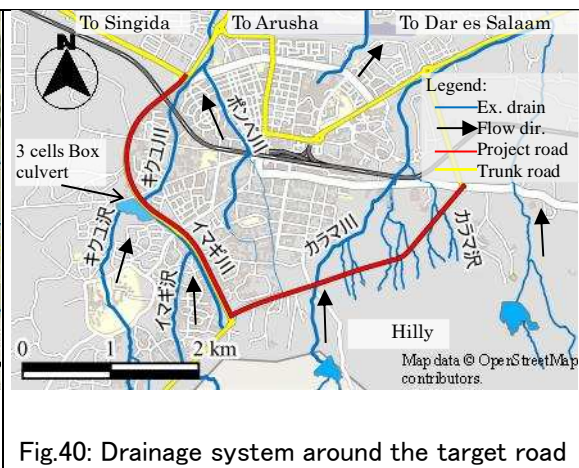 To Singida
To Arusha
To Dar es Salaam
N
Legend:
Ex. drain
Flow dir.
Project road
Trunk road
3 cells Box
culvert
キクユ川
ポンベ川
キクユ沢
イマギ川
イマギ沢
カラマ川
カラマ沢
Hilly
0 1 2 km
Map data © OpenStreetMap
contributors.
Fig.40: Drainage system around the target road